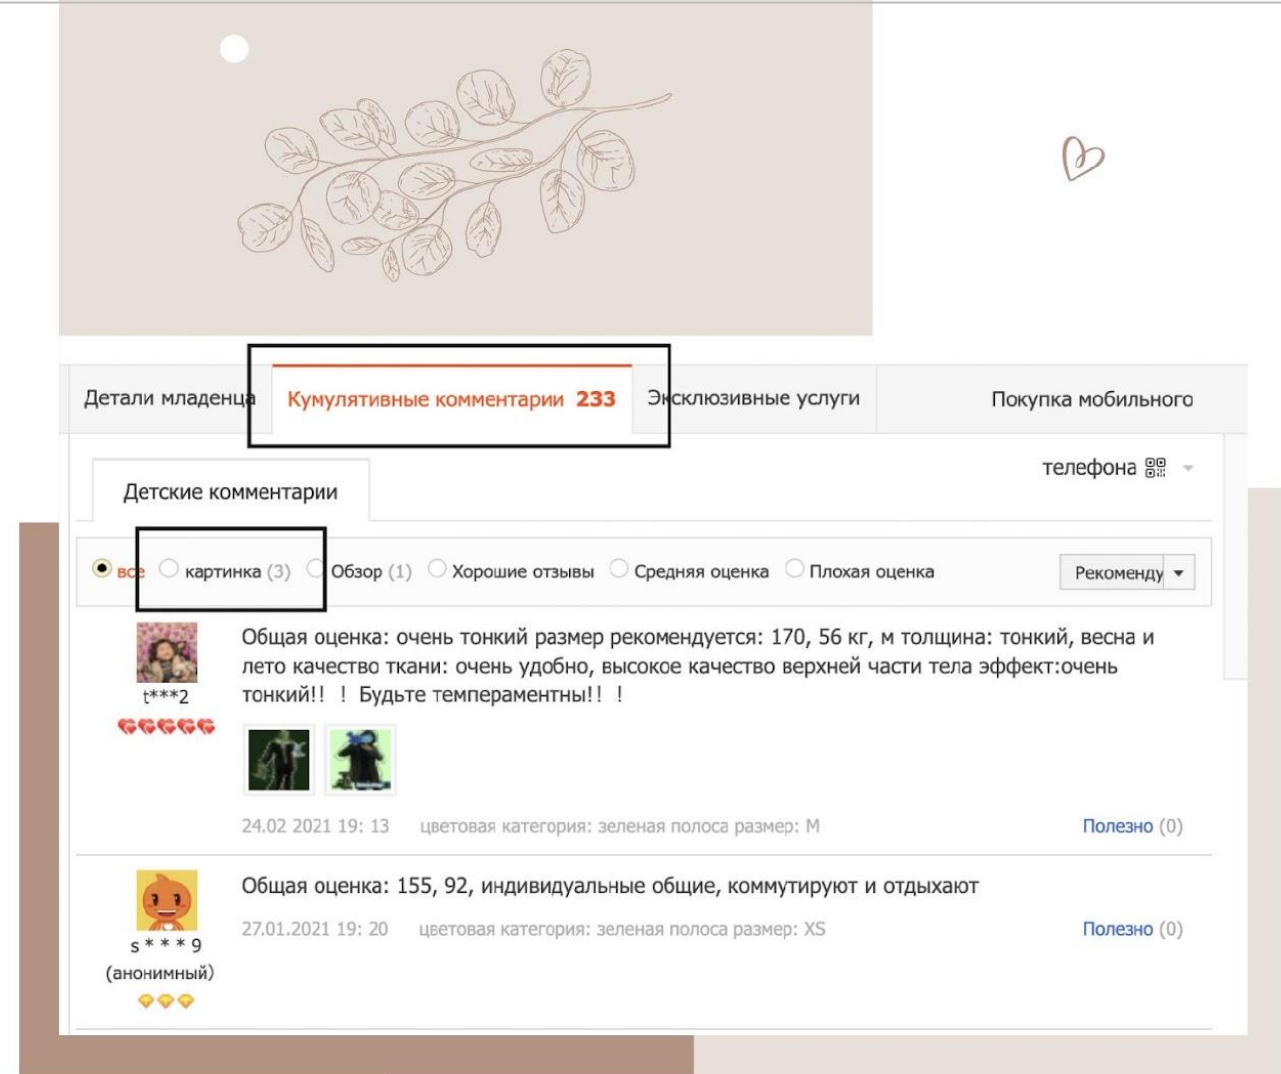 Детали младенца
Кумулятивные комментарии 233
Эксклюзивные услуги
Покупка мобильного
телефона
Детские комментарии
все картинка (3) Обзор (1) Хорошие отзывы Средняя оценка Плохая оценка
Рекоменду
Общая оценка: очень тонкий размер рекомендуется: 170, 56 кг, м толщина: тонкий, весна и
лето качество ткани: очень удобно, высокое качество верхней части тела эффект:очень
тонкий!! ! Будьте темпераментны!! !
t***2
24.02 2021 19: 13 цветовая категория: зеленая полоса размер: M
Полезно (0)
Общая оценка: 155, 92, индивидуальные общие, коммутируют и отдыхают
27.01.2021 19: 20 цветовая категория: зеленая полоса размер: XS
Полезно (0)
s * * * 9
(анонимный)